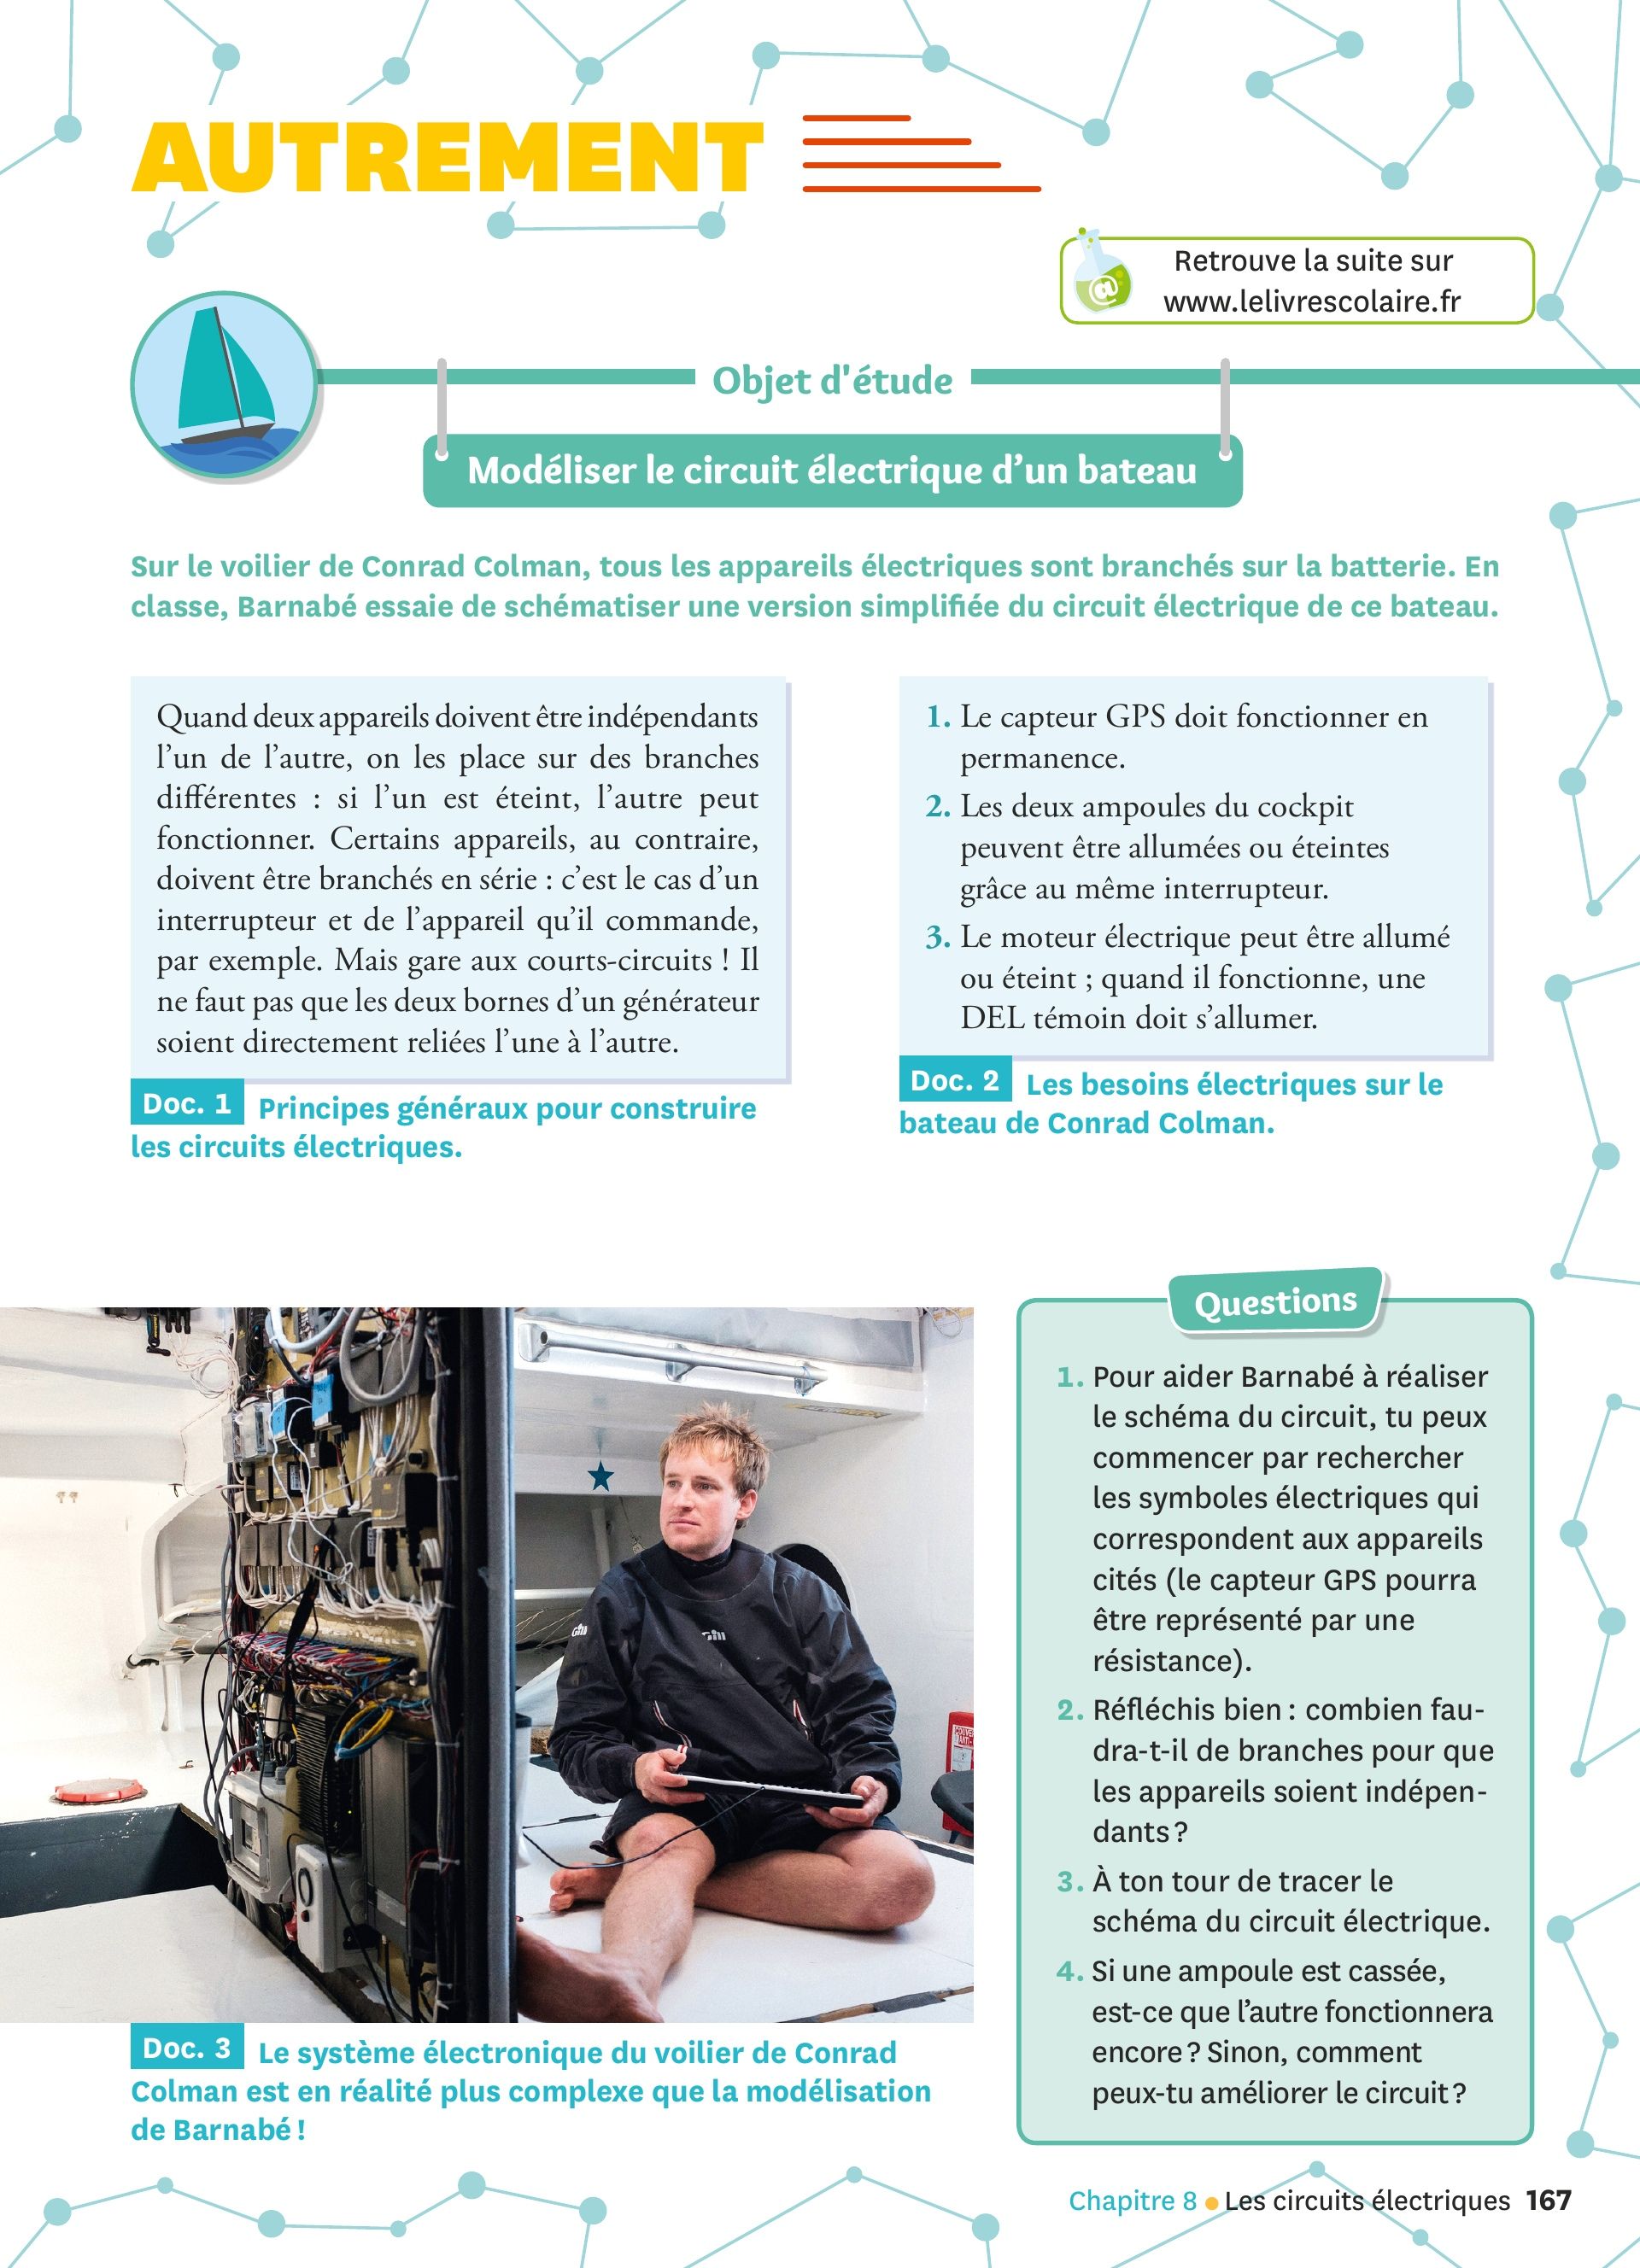 AUTREMENT
Retrouve la suite sur
www.lelivrescolaire.fr
Objet d'étude
Modéliser le circuit électrique d’un bateau
Sur le voilier de Conrad Colman, tous les appareils électriques sont branchés sur la batterie. En
classe, Barnabé essaie de schématiser une version simplifiée du circuit électrique de ce bateau.
Quand deux appareils doivent être indépendants
l’un de l’autre, on les place sur des branches
différentes : si l’un est éteint, l’autre peut
fonctionner. Certains appareils, au contraire,
doivent être branchés en série : c’est le cas d’un
interrupteur et de l’appareil qu’il commande,
par exemple. Mais gare aux courts-circuits ! Il
ne faut pas que les deux bornes d’un générateur
soient directement reliées l’une à l’autre.
Doc. 1 Principes généraux pour construire
les circuits électriques.
1. Le capteur GPS doit fonctionner en
permanence.
2. Les deux ampoules du cockpit
peuvent être allumées ou éteintes
grâce au même interrupteur.
3. Le moteur électrique peut être allumé
ou éteint ; quand il fonctionne, une
DEL témoin doit s’allumer.
Doc. 2 Les besoins électriques sur le
bateau de Conrad Colman.
Gill
Gill
Doc. 3 Le système électronique du voilier de Conrad
Colman est en réalité plus complexe que la modélisation
de Barnabé !
Questions
1. Pour aider Barnabé à réaliser
le schéma du circuit, tu peux
commencer par rechercher
les symboles électriques qui
correspondent aux appareils
cités (le capteur GPS pourra
être représenté par une
résistance).
2. Réfléchis bien : combien fau-
dra-t-il de branches pour que
les appareils soient indépen-
dants ?
3. À ton tour de tracer le
schéma du circuit électrique.
4. Si une ampoule est cassée,
est-ce que l’autre fonctionnera
encore ? Sinon, comment
peux-tu améliorer le circuit ?
Chapitre 8 • Les circuits électriques 167